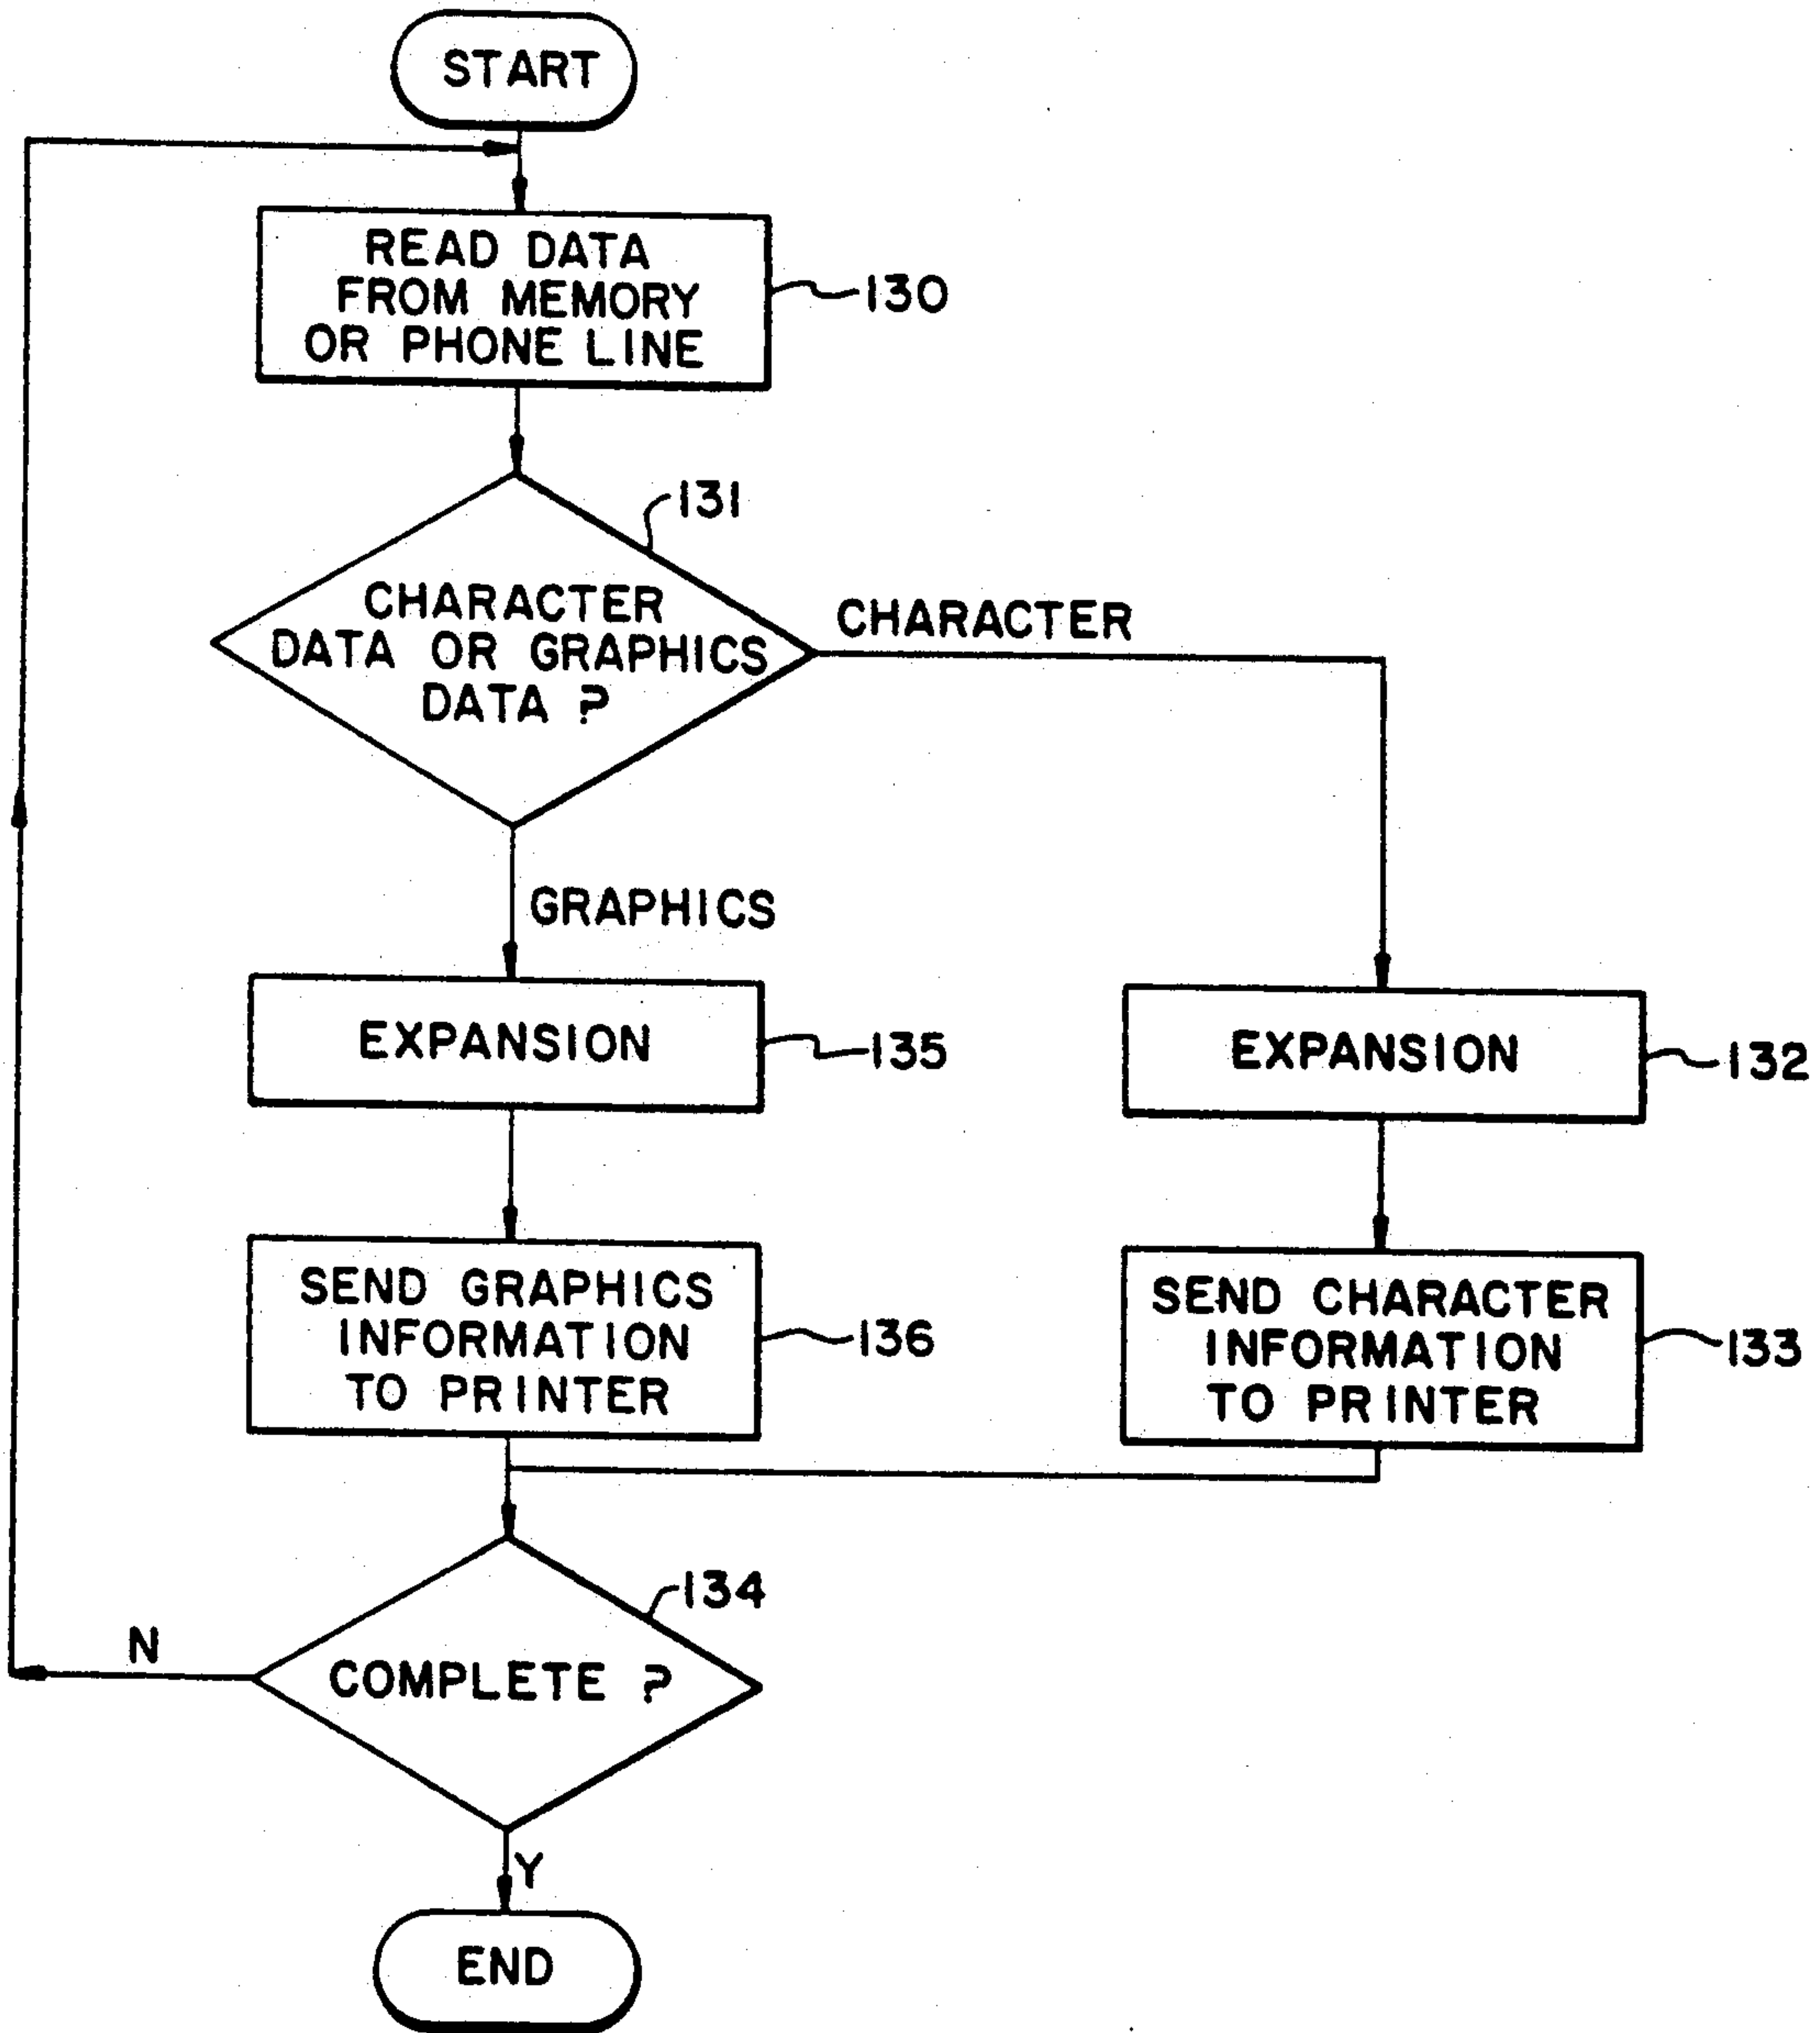 START
READ DATA
FROM MEMORY
OR PHONE LINE
130
131
CHARACTER
DATA OR GRAPHICS
DATA ?
CHARACTER
GRAPHICS
EXPANSION
135
EXPANSION
132
SEND GRAPHICS
INFORMATION
TO PRINTER
136
SEND CHARACTER
INFORMATION
TO PRINTER
133
134
N
COMPLETE ?
Y
END